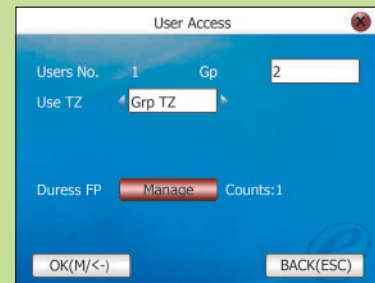 User Access
Users No. 1 Gp 2
Use TZ Grp TZ
Duress FP Manage Counts:1
OK(M/<-) BACK(ESC)